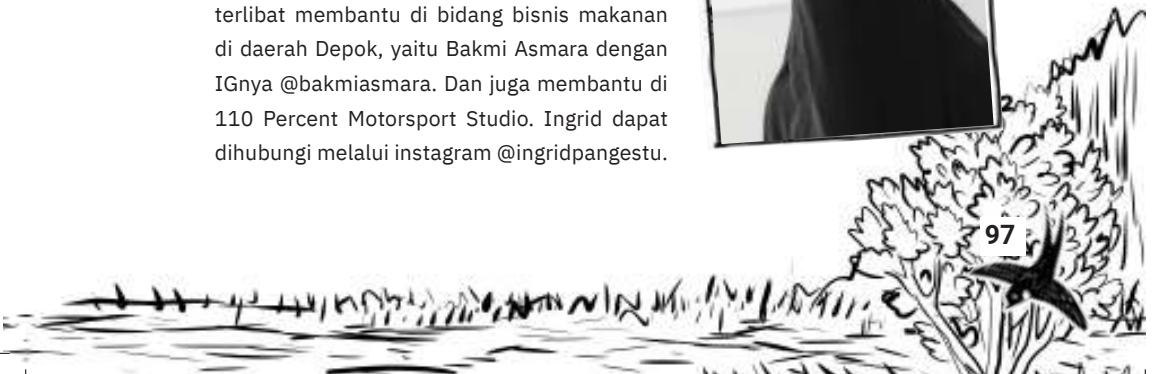 terlibat membantu di bidang bisnis makanan
di daerah Depok, yaitu Bakmi Asmara dengan
IGnya @bakmiasmara. Dan juga membantu di
110 Percent Motorsport Studio. Ingrid dapat
dihubungi melalui instagram @ingridpangestu.
97